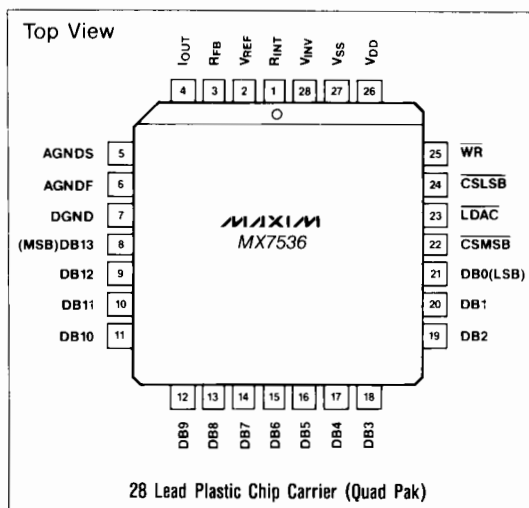 Top View
IOUT RFB VREF RINT VINV VSS VDD
4 3 2 1 28 27 26
AGNDS 5
AGNDF 6
DGND 7
(MSB)DB13 8
DB12 9
DB11 10
DB10 11
MAXIM
MX7536
25 WR
24 CSLSB
23 LDAC
22 CSMSB
21 DB0(LSB)
20 DB1
19 DB2
12 13 14 15 16 17 18
DB9 DB8 DB7 DB6 DB5 DB4 DB3
28 Lead Plastic Chip Carrier (Quad Pak)